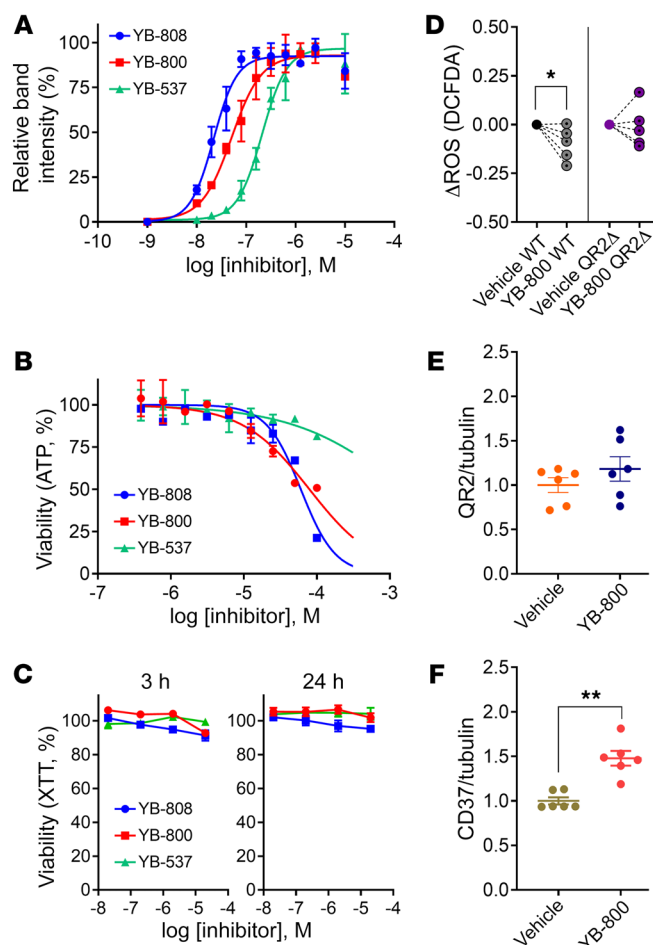 A
YB-808
YB-800
YB-537
Relative band
intensity (%)
100
75
50
25
0
-10
-9
-8
-7
-6
-5
-4
log [inhibitor], M
B
Viability (ATP, %)
100
75
50
25
0
YB-808
YB-800
YB-537
-7
-6
-5
-4
-3
log [inhibitor], M
C
3 h
24 h
Viability (XTT, %)
100
80
60
40
20
0
YB-808
YB-800
YB-537
100
80
60
40
20
0
-8
-7
-6
-5
-4
-8
-7
-6
-5
-4
log [inhibitor], M
D
ΔROS (DCFDA)
0.50
0.25
0.00
-0.25
-0.50
*
Vehicle WT
YB-800 WT
Vehicle QR2Δ
YB-800 QR2Δ
E
QR2/tubulin
2.5
2.0
1.5
1.0
0.5
0.0
Vehicle
YB-800
F
CD37/tubulin
2.5
2.0
1.5
1.0
0.5
0.0
**
Vehicle
YB-800